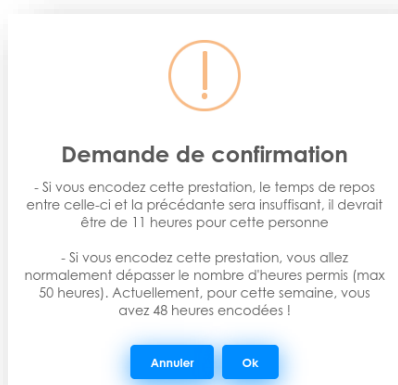 Demande de confirmation
- Si vous encodez cette prestation, le temps de repos
entre celle-ci et la précédante sera insuffisant, il devrait
être de 11 heures pour cette personne
- Si vous encodez cette prestation, vous allez
normalement dépasser le nombre d'heures permis (max
50 heures). Actuellement, pour cette semaine, vous
avez 48 heures encodées !
Annuler Ok